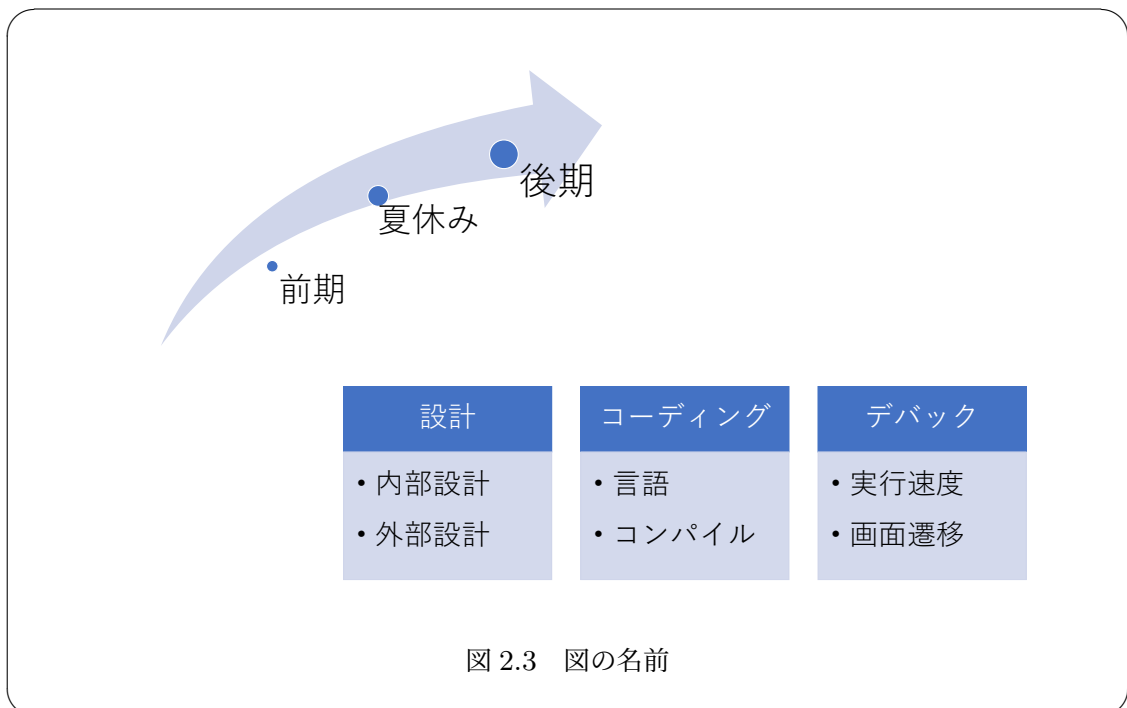 後期
夏休み
前期
設計
・内部設計
・外部設計
コーディング
・言語
・コンパイル
デバック
・実行速度
・画面遷移
図 2.3 図の名前